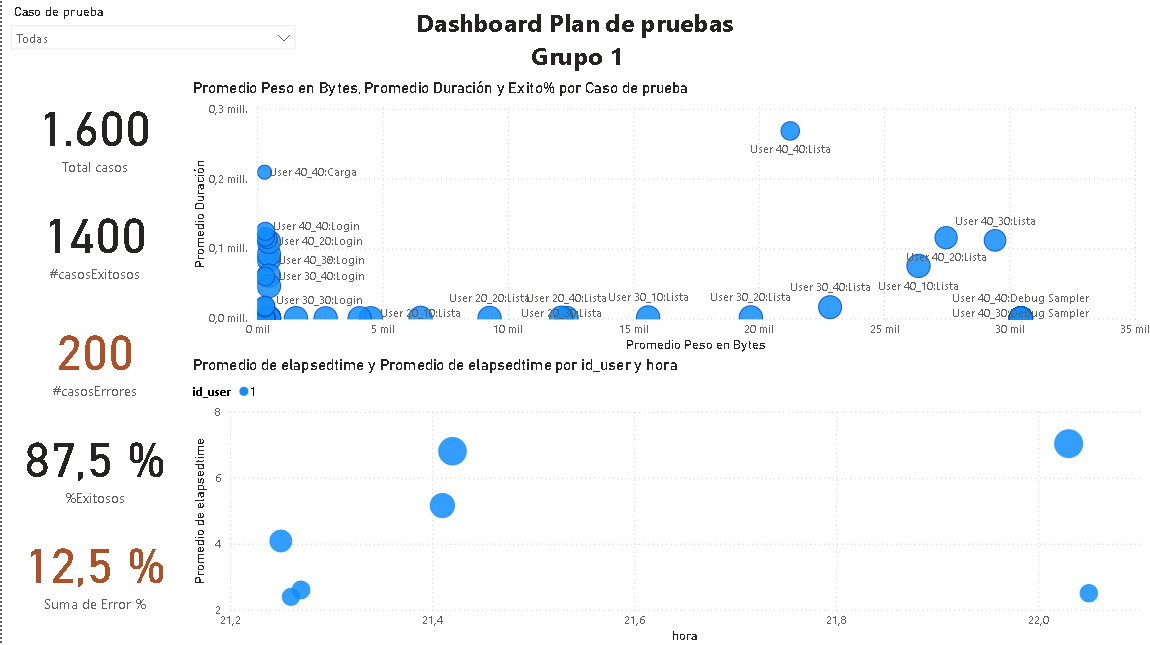 Caso de prueba
Todas
Dashboard Plan de pruebas
Grupo 1
1.600
Total casos
1400
#casosExitosos
200
#casosErrores
87,5 %
%Exitosos
12,5 %
Suma de Error %
Promedio Peso en Bytes, Promedio Duración y Exito% por Caso de prueba
Promedio Duración
0,3 mill.
0,2 mill.
0,1 mill.
0,0 mill.
User 40_40:Lista
User 40_40:Carga
User 40_30:Lista
User 40_40:Login
User 40_20:Login
User 40_20:Lista
User 40_30:Login
User 30_40:Login
User 30_40:Lista
User 40_10:Lista
User 30_30:Login
User 20_20:Lista
User 20_40:Lista
User 30_10:Lista
User 30_20:Lista
User 40_40:Debug Sampler
User 20_10:Lista
User 20_30:Lista
User 40_30:Debug Sampler
0 mil
5 mil
10 mil
15 mil
20 mil
25 mil
30 mil
35 mil
Promedio Peso en Bytes
Promedio de elapsedtime y Promedio de elapsedtime por id_user y hora
id_user 1
Promedio de elapsedtime
8
6
4
2
21,2
21,4
21,6
21,8
22,0
hora